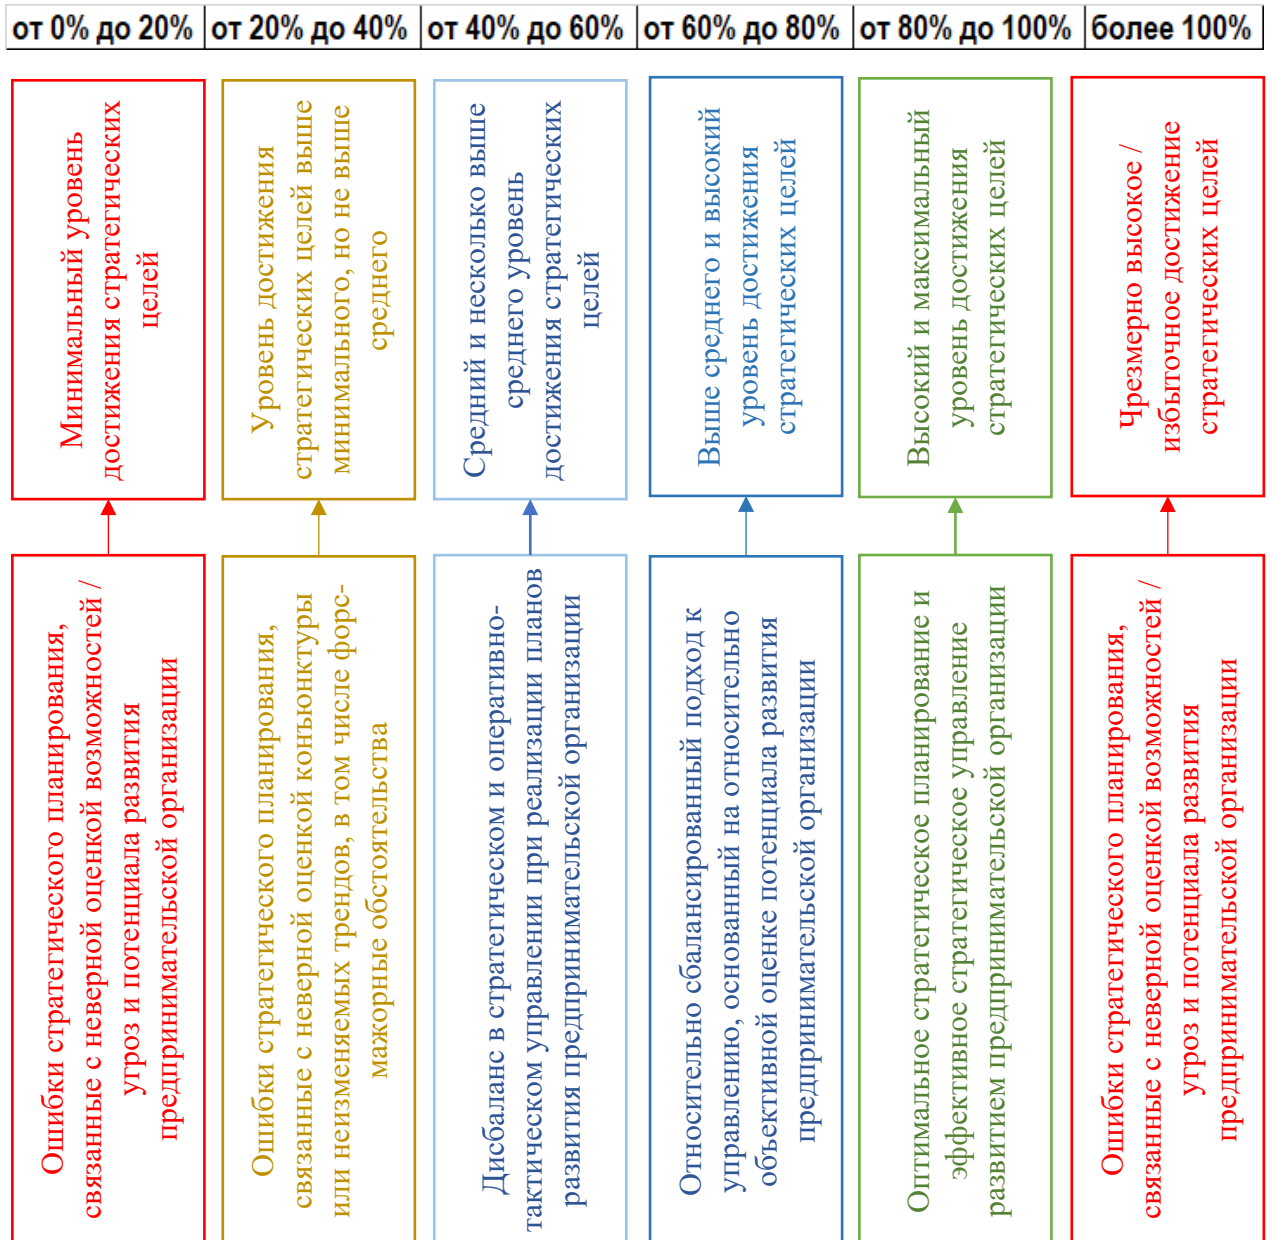 от 0% до 20%
от 20% до 40%
от 40% до 60%
от 60% до 80%
от 80% до 100%
более 100%
Минимальный уровень
достижения стратегических
целей
Уровень достижения
стратегических целей выше
минимального, но не выше
среднего
Средний и несколько выше
среднего уровень
достижения стратегических
целей
Выше среднего и высокий
уровень достижения
стратегических целей
Высокий и максимальный
уровень достижения
стратегических целей
Чрезмерно высокое /
избыточное достижение
стратегических целей
Ошибки стратегического планирования,
связанные с неверной оценкой возможностей /
угроз и потенциала развития
предпринимательской организации
Ошибки стратегического планирования,
связанные с неверной оценкой конъюнктуры
или неизменяемых трендов, в том числе форс-
мажорные обстоятельства
Дисбаланс в стратегическом и оперативно-
тактическом управлении при реализации планов
развития предпринимательской организации
Относительно сбалансированный подход к
управлению, основанный на относительно
объективной оценке потенциала развития
предпринимательской организации
Оптимальное стратегическое планирование и
эффективное стратегическое управление
развитием предпринимательской организации
Ошибки стратегического планирования,
связанные с неверной оценкой возможностей /
угроз и потенциала развития
предпринимательской организации